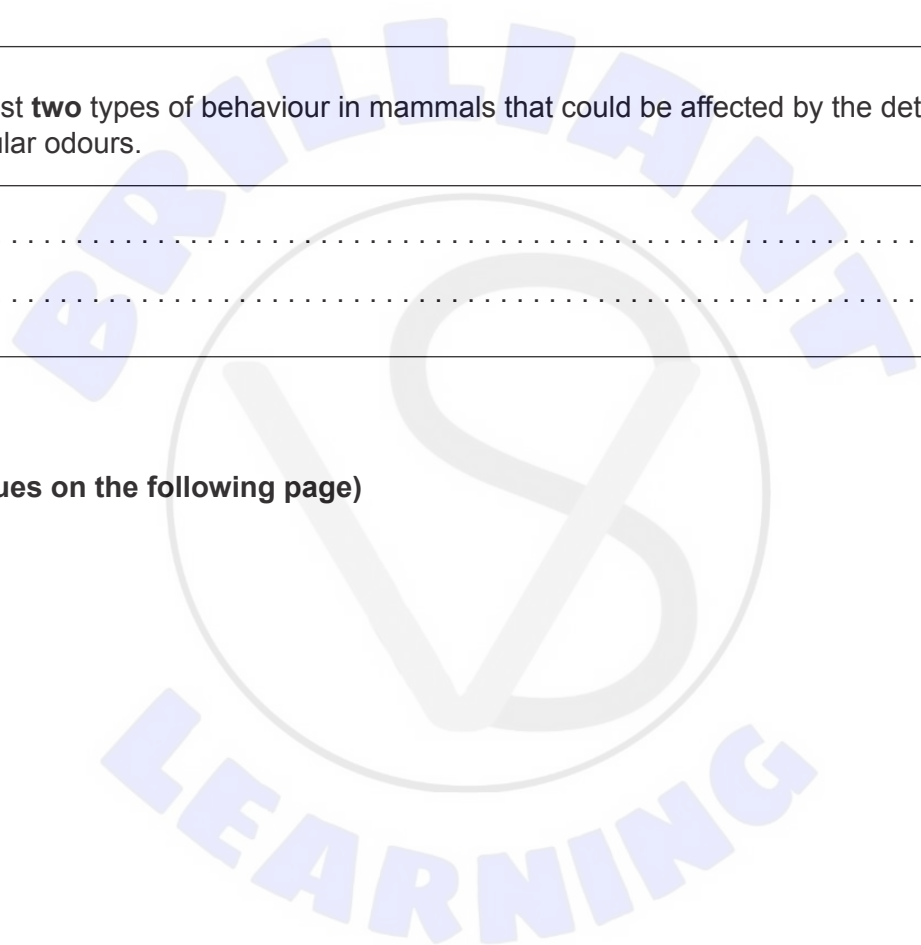 st two types of behaviour in mammals that could be affected by the det
ular odours.
. . . . . . . . . . . . . . . . . . . . . . . . . . . . . . . . . . . . . . . . . . . . . . . . . . . . . . . .
. . . . . . . . . . . . . . . . . . . . . . . . . . . . . . . . . . . . . . . . . . . . . . . . . . . . . . . .
ues on the following page)
BRILLIANT
VS
LEARNING